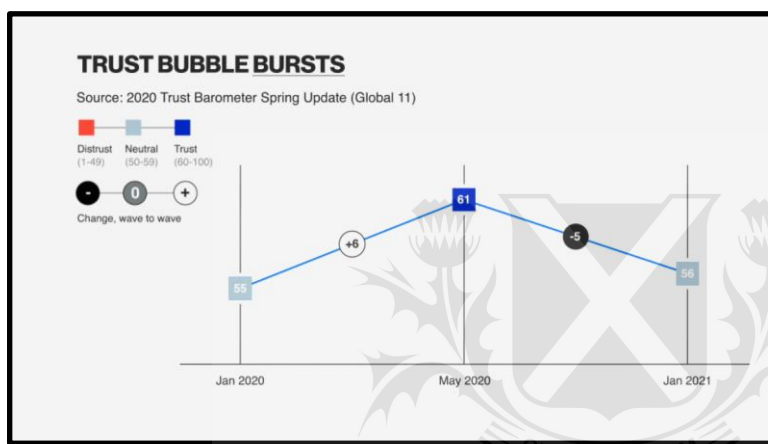 TRUST BUBBLE BURSTS
Source: 2020 Trust Barometer Spring Update (Global 11)
Distrust Neutral Trust
(1-49) (50-59) (60-100)
- 0 +
Change, wave to wave
61
+6 -5
55 56
Jan 2020 May 2020 Jan 2021